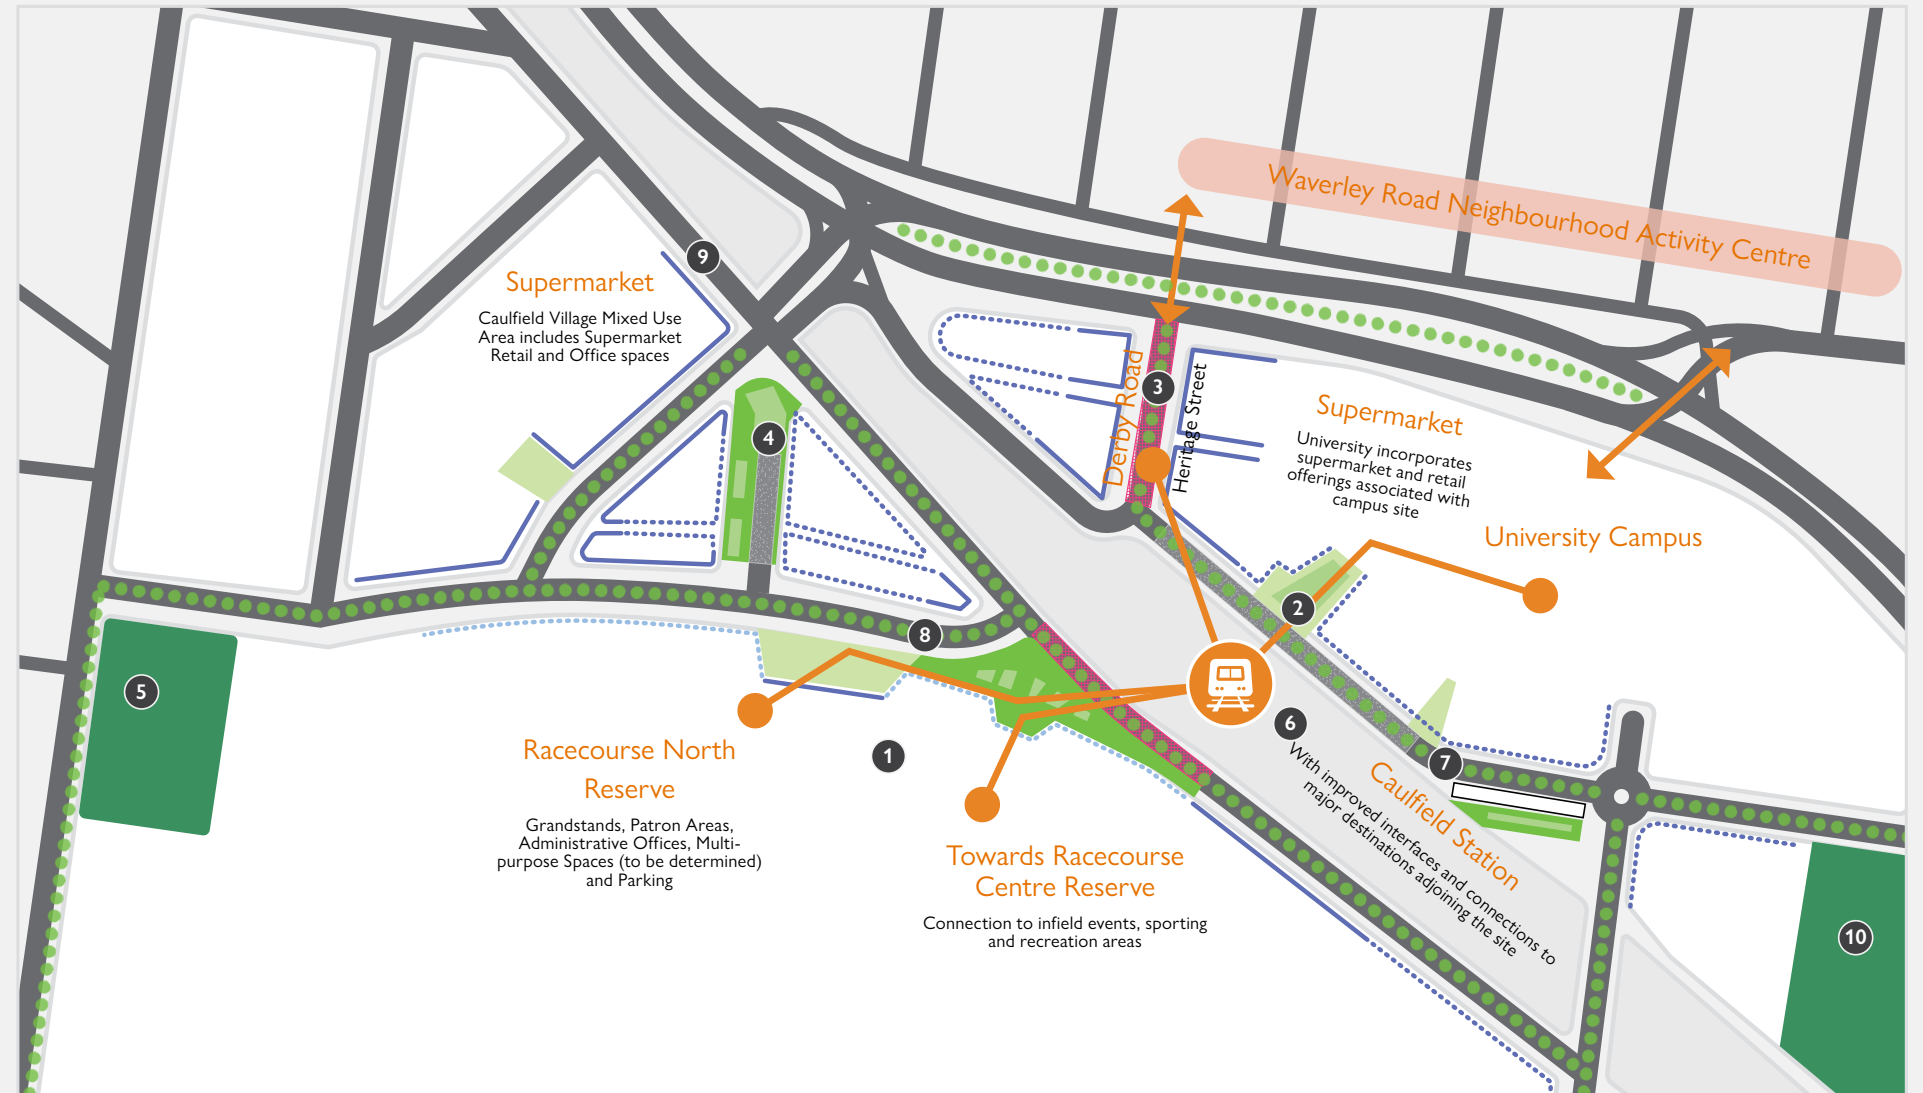 Waverley Road Neighbourhood Activity Centre
9
Supermarket
Caulfield Village Mixed Use
Area includes Supermarket
Retail and Office spaces
3
Derby Road
Heritage Street
Supermarket
University incorporates
supermarket and retail
offerings associated with
campus site
4
University Campus
2
8
5
6
1
7
Racecourse North
Reserve
Grandstands, Patron Areas,
Administrative Offices, Multi-
purpose Spaces (to be determined)
and Parking
Towards Racecourse
Centre Reserve
Connection to infield events, sporting
and recreation areas
Caulfield Station
With improved interfaces and connections to
major destinations adjoining the site
10